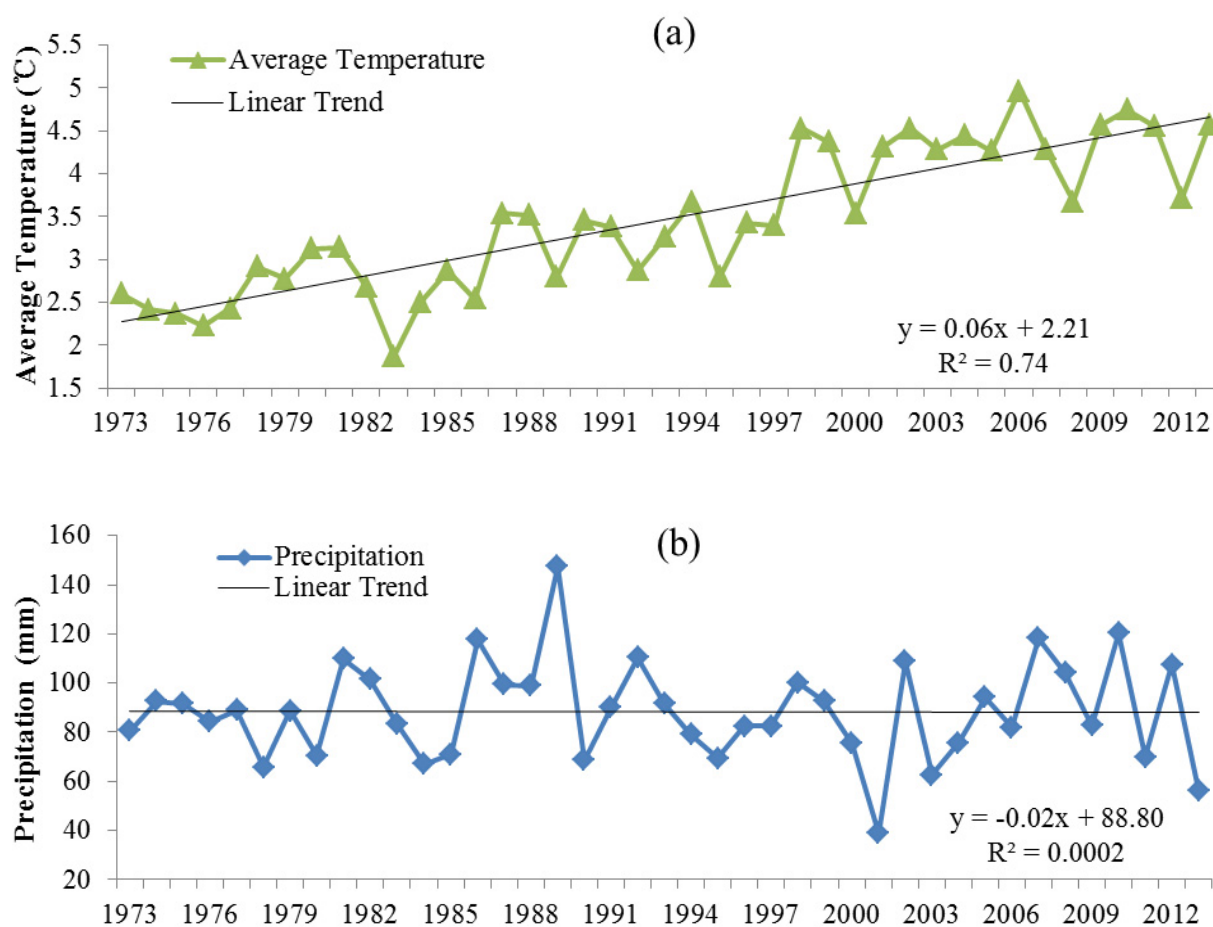 (a)
Average Temperature (℃)
5.5
5
4.5
4
3.5
3
2.5
2
1.5
Average Temperature
Linear Trend
y = 0.06x + 2.21
R² = 0.74
1973 1976 1979 1982 1985 1988 1991 1994 1997 2000 2003 2006 2009 2012
(b)
Precipitation (mm)
160
140
120
100
80
60
40
20
Precipitation
Linear Trend
y = -0.02x + 88.80
R² = 0.0002
1973 1976 1979 1982 1985 1988 1991 1994 1997 2000 2003 2006 2009 2012